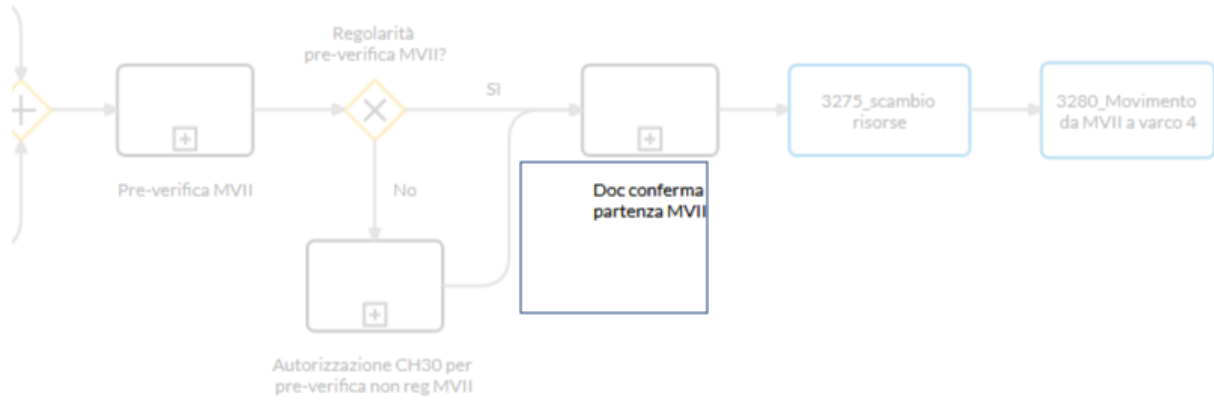 Regolarità
pre-verifica MVII?
SI
3275_scambio
risorse
3280_Movimento
da MVII a varco 4
Pre-verifica MVII
No
Doc conferma
partenza MVII
Autorizzazione CH30 per
pre-verifica non reg MVII